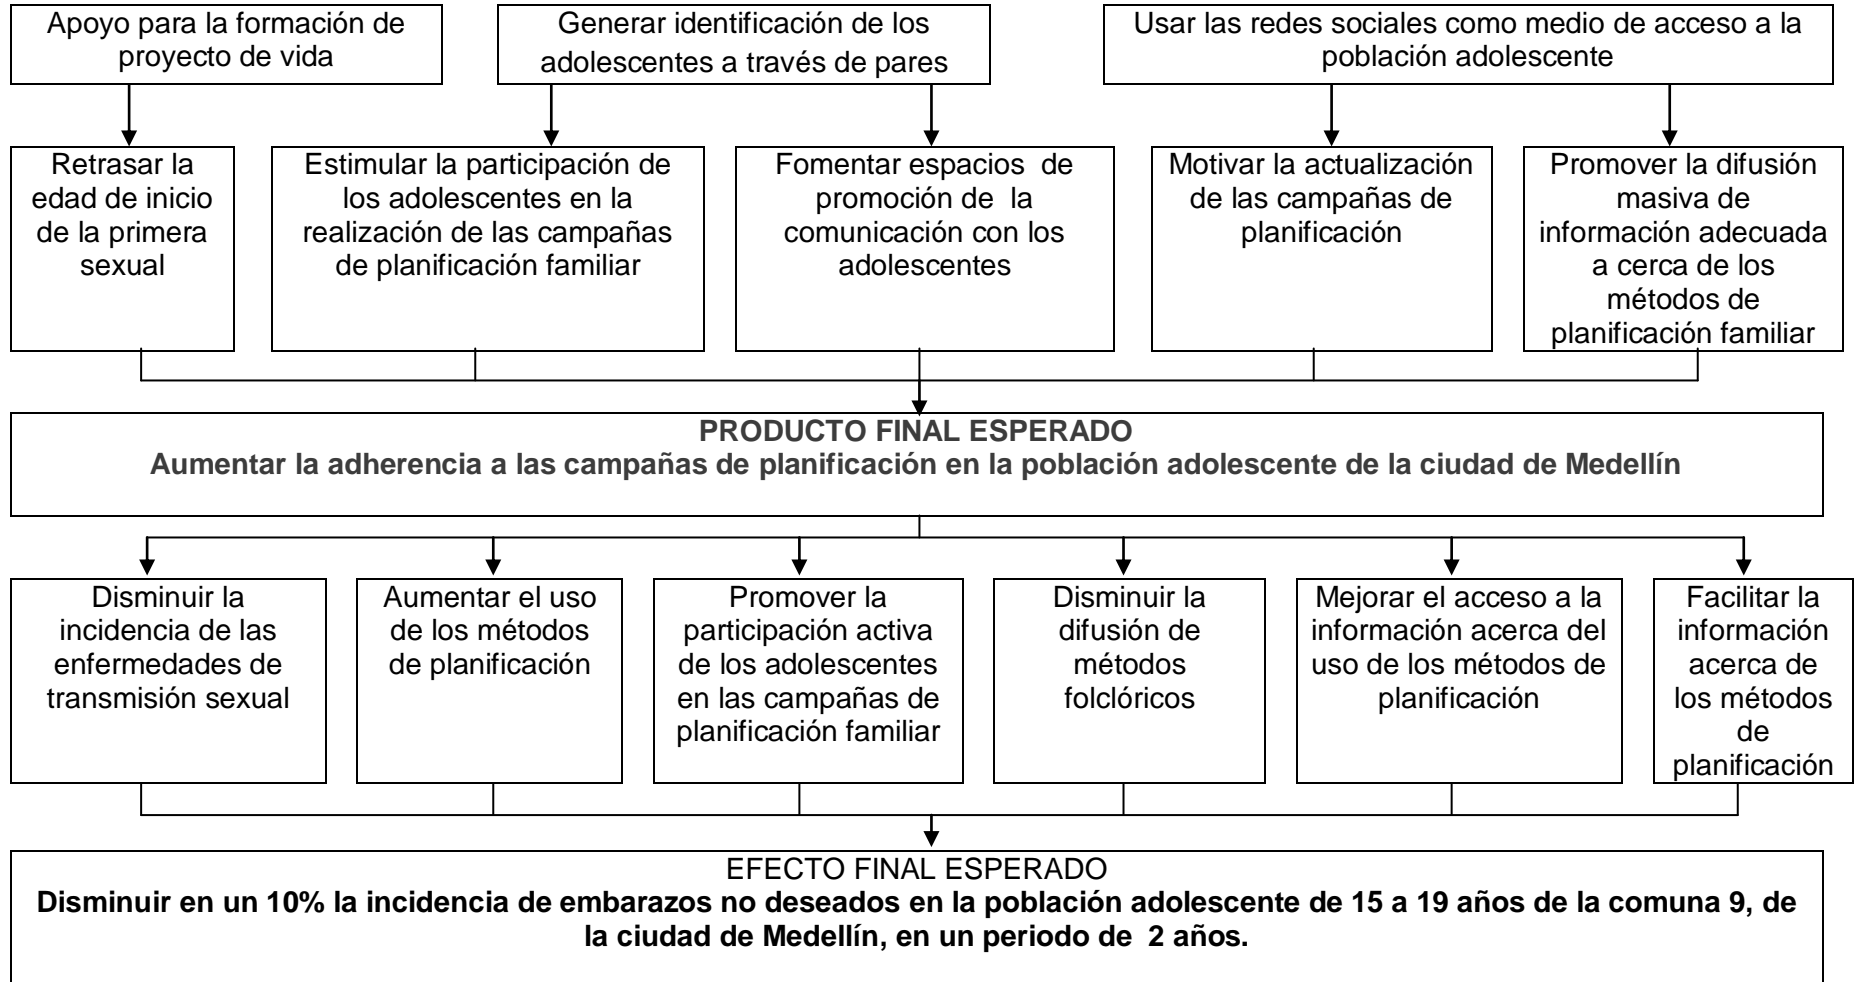 Apoyo para la formación de
proyecto de vida
Generar identificación de los
adolescentes a través de pares
Usar las redes sociales como medio de acceso a la
población adolescente
Retrasar la
edad de inicio
de la primera
sexual
Estimular la participación de
los adolescentes en la
realización de las campañas
de planificación familiar
Fomentar espacios  de
promoción de  la
comunicación con los
adolescentes
Motivar la actualización
de las campañas de
planificación
Promover la difusión
masiva de
información adecuada
a cerca de los
métodos de
planificación familiar
PRODUCTO FINAL ESPERADO
Aumentar la adherencia a las campañas de planificación en la población adolescente de la ciudad de Medellín
Disminuir la
incidencia de las
enfermedades de
transmisión sexual
Aumentar el uso
de los métodos
de planificación
Promover la
participación activa
de los adolescentes
en las campañas de
planificación familiar
Disminuir la
difusión de
métodos
folclóricos
Mejorar el acceso a la
información acerca del
uso de los métodos de
planificación
Facilitar la
información
acerca de
los métodos
de
planificación
EFECTO FINAL ESPERADO
Disminuir en un 10% la incidencia de embarazos no deseados en la población adolescente de 15 a 19 años de la comuna 9, de
la ciudad de Medellín, en un periodo de  2 años.